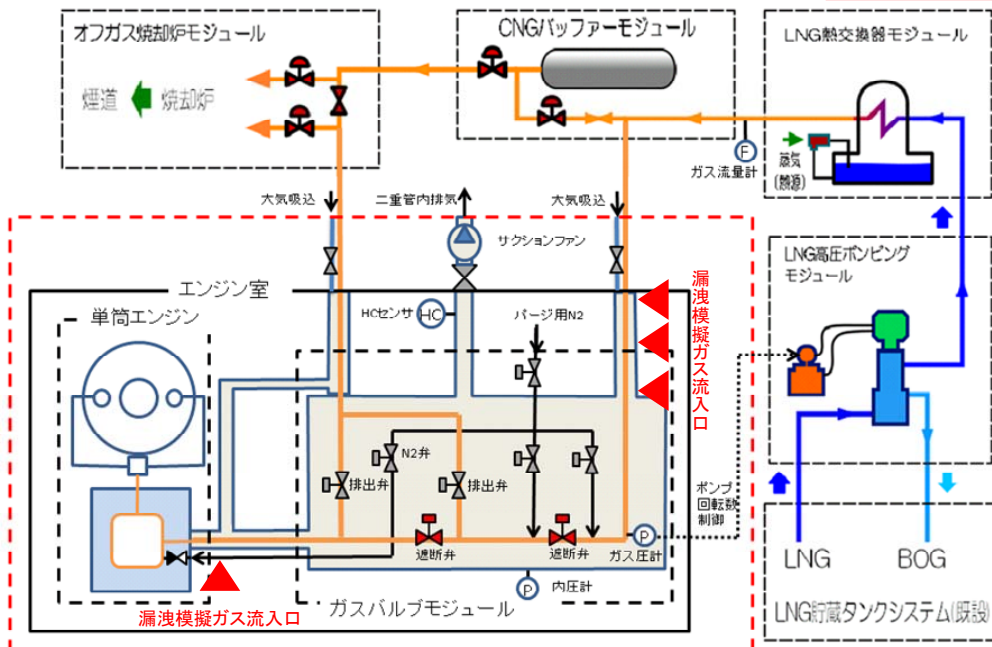 オフガス焼却炉モジュール
煙道
焼却炉
CNGバッファーモジュール
LNG熱交換器モジュール
蒸気
(熱源)
F
ガス流量計
大気吸込
二重管内排気
大気吸込
サクションファン
LNG高圧ポンピング
モジュール
エンジン室
HCセンサ
HC
パージ用N2
漏洩模擬ガス流入口
単筒エンジン
N2弁
排出弁
排出弁
ポンプ
回転数
制御
遮断弁
遮断弁
P
ガス圧計
P
内圧計
漏洩模擬ガス流入口
ガスバルブモジュール
LNG
BOG
LNG貯蔵タンクシステム(既設)